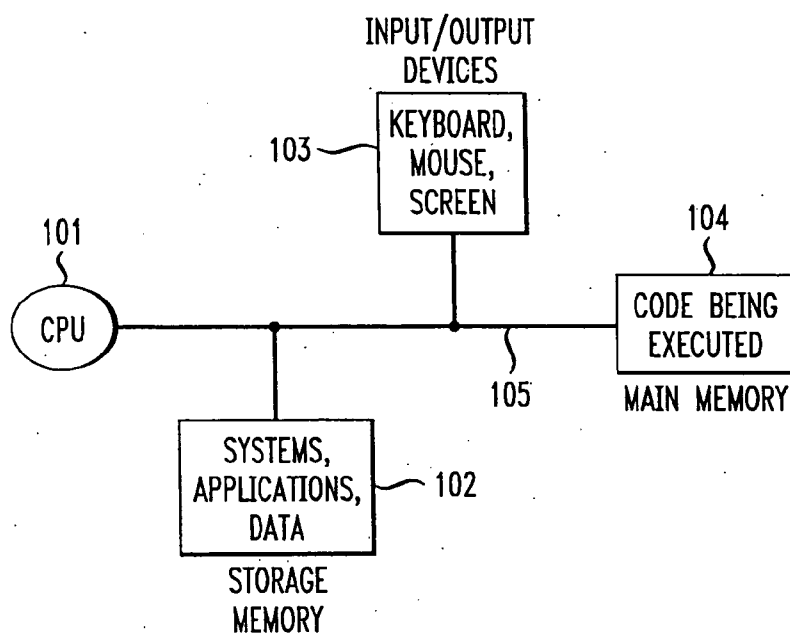 INPUT/OUTPUT
DEVICES
KEYBOARD,
MOUSE,
SCREEN
103
101
CPU
104
CODE BEING
EXECUTED
MAIN MEMORY
105
SYSTEMS,
APPLICATIONS,
DATA
102
STORAGE
MEMORY